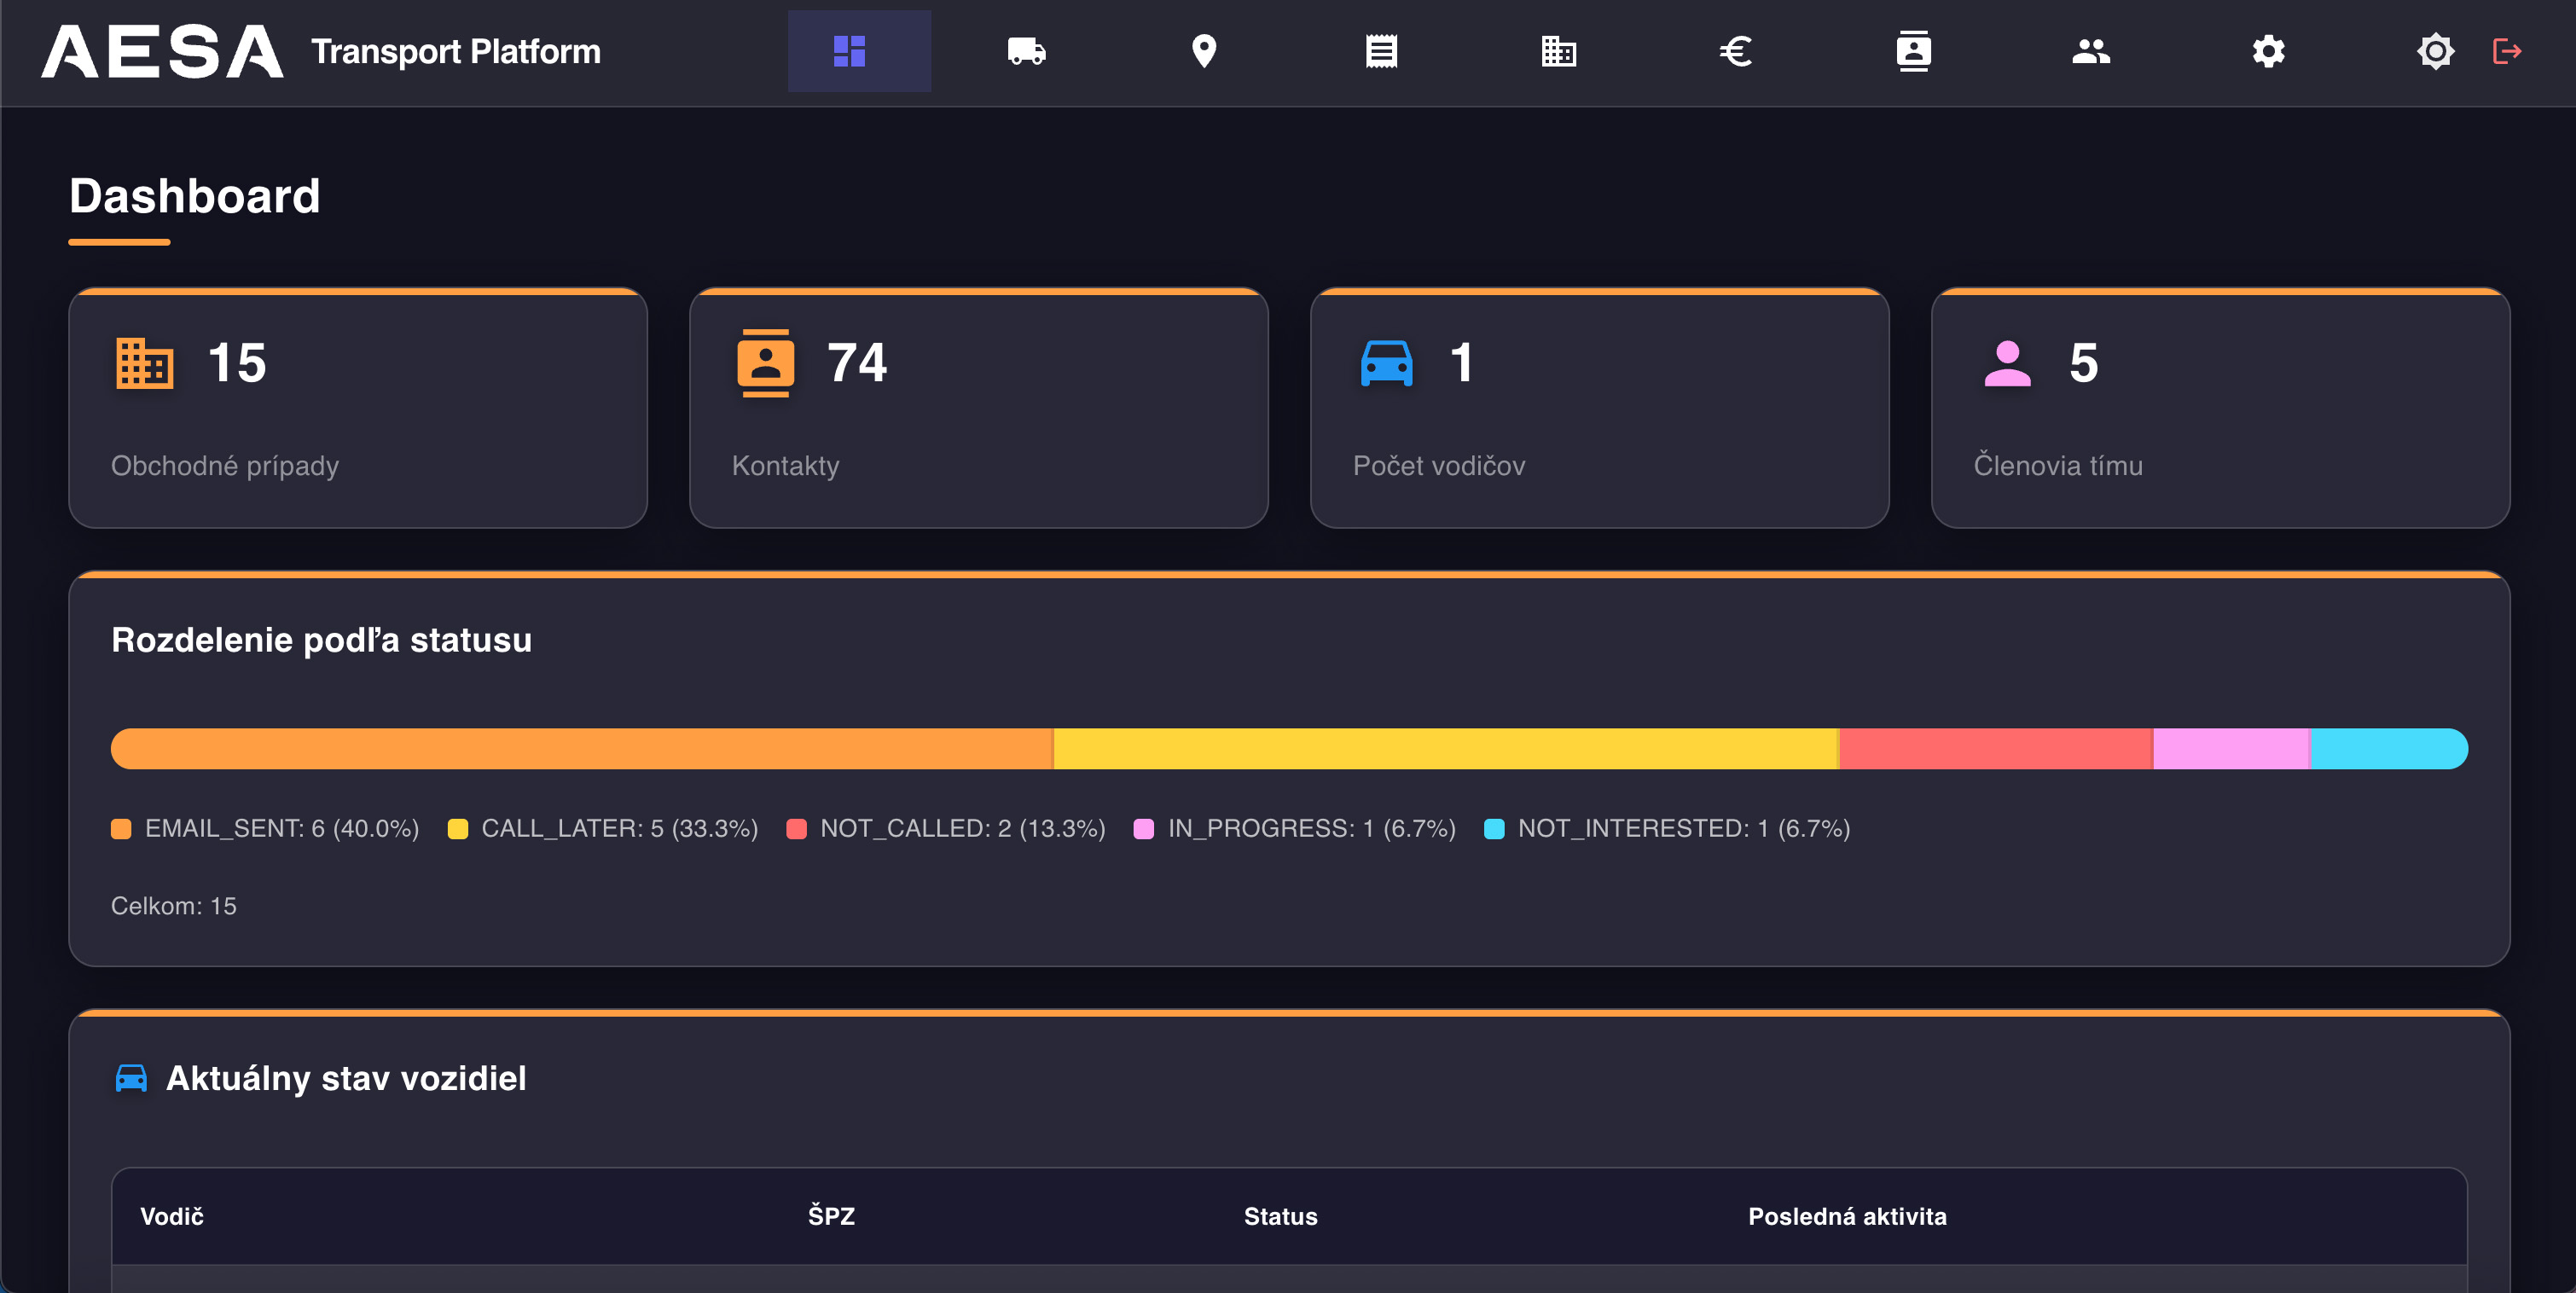 AESA Transport Platform
Dashboard
15
Obchodné prípady
74
Kontakty
1
Počet vodičov
5
Členovia tímu
Rozdelenie podľa statusu
EMAIL_SENT: 6 (40.0%) CALL_LATER: 5 (33.3%) NOT_CALLED: 2 (13.3%) IN_PROGRESS: 1 (6.7%) NOT_INTERESTED: 1 (6.7%)
Celkom: 15
Aktuálny stav vozidiel
Vodič ŠPZ Status Posledná aktivita